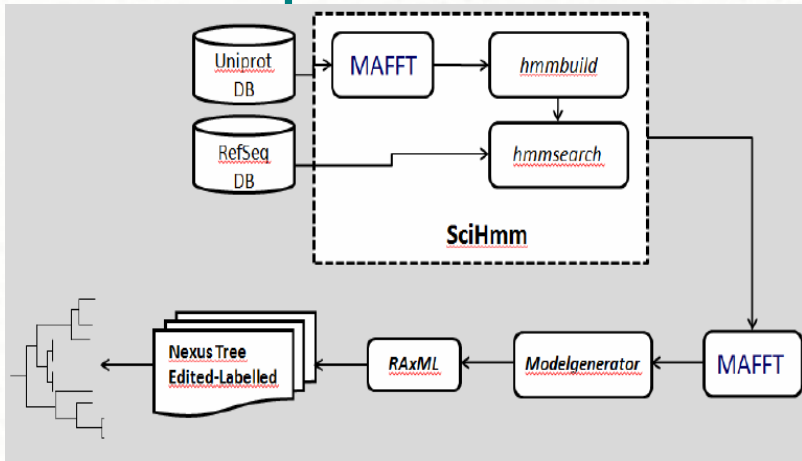 Uniprot
DB
MAFFT
hmmbuild
RefSeq
DB
hmmsearch
SciHmm
Nexus Tree
Edited-Labelled
RAxML
Modelgenerator
MAFFT